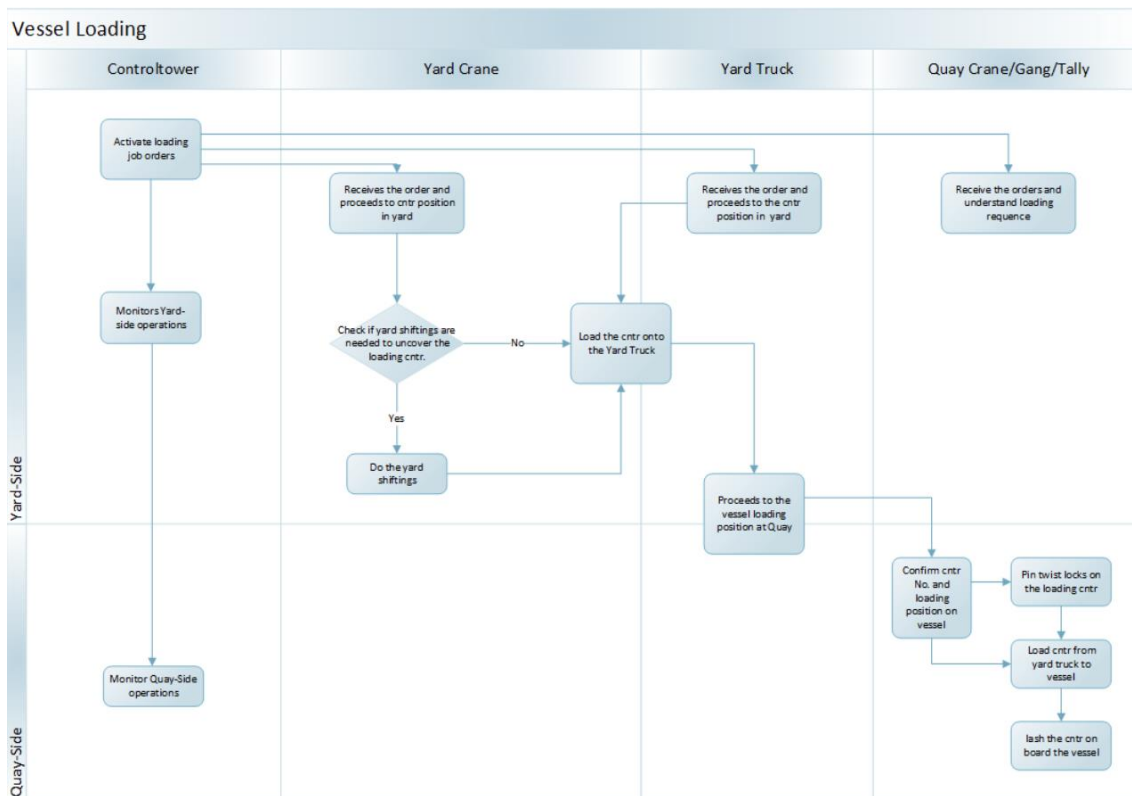 Vessel Loading
Controltower
Yard Crane
Yard Truck
Quay Crane/Gang/Tally
Yard-Side
Activate loading
job orders
Receives the order and
proceeds to cntr position
in yard
Receives the order and
proceeds to the cntr
position in yard
Receive the orders and
understand loading
requence
Monitors Yard-
side operations
Check if yard shiftings are
needed to uncover the
loading cntr.
No
Load the cntr onto
the Yard Truck
Yes
Do the yard
shiftings
Proceeds to the
vessel loading
position at Quay
Quay-Side
Confirm cntr
No. and
loading
position on
vessel
Pin twist locks on
the loading cntr
Monitor Quay-Side
operations
Load cntr from
yard truck to
vessel
lash the cntr on
board the vessel